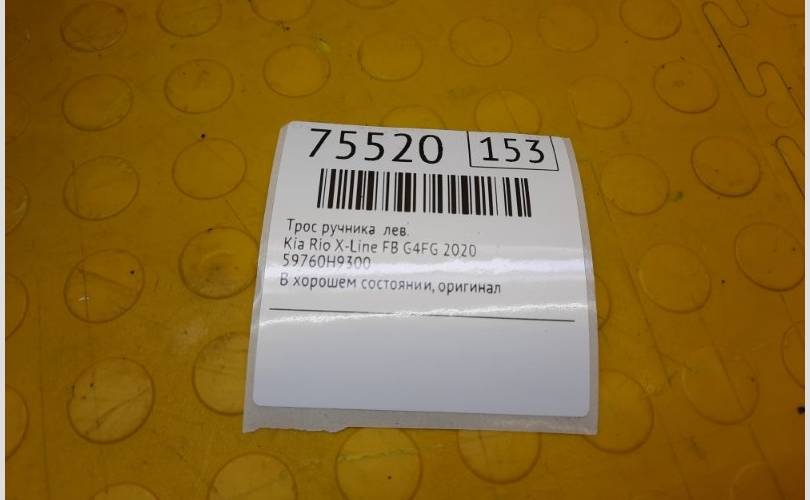 75520 153
Трос ручника лев.
Kia Rio X-Line FB G4FG 2020
59760H9300
В хорошем состоянии, оригинал